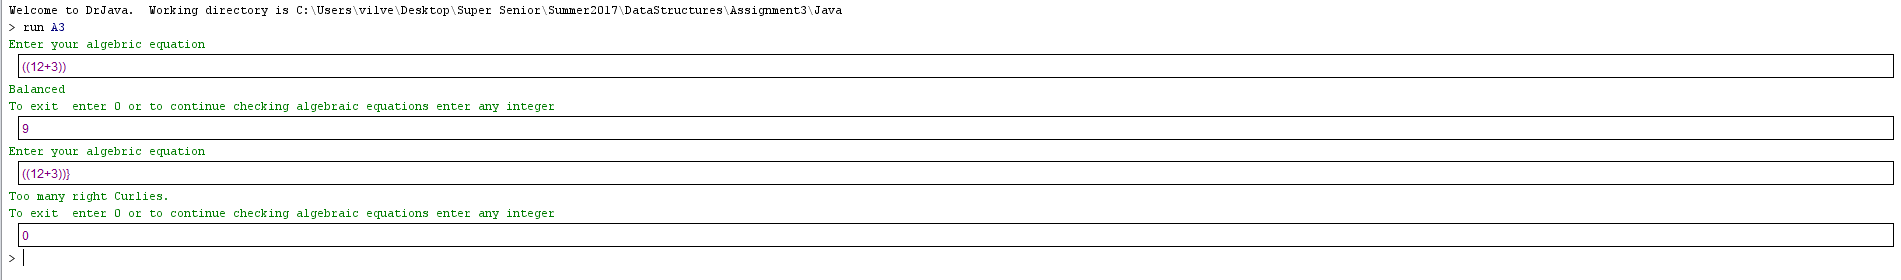 Welcome to DrJava.  Working directory is C:\Users\vilve\Desktop\Super Senior\Summer2017\DataStructures\Assignment3\Java
> run A3
Enter your algebric equation
((12+3))
Balanced
To exit  enter 0 or to continue checking algebraic equations enter any integer
9
Enter your algebric equation
((12+3))}
Too many right Curlies.
To exit  enter 0 or to continue checking algebraic equations enter any integer
0
>